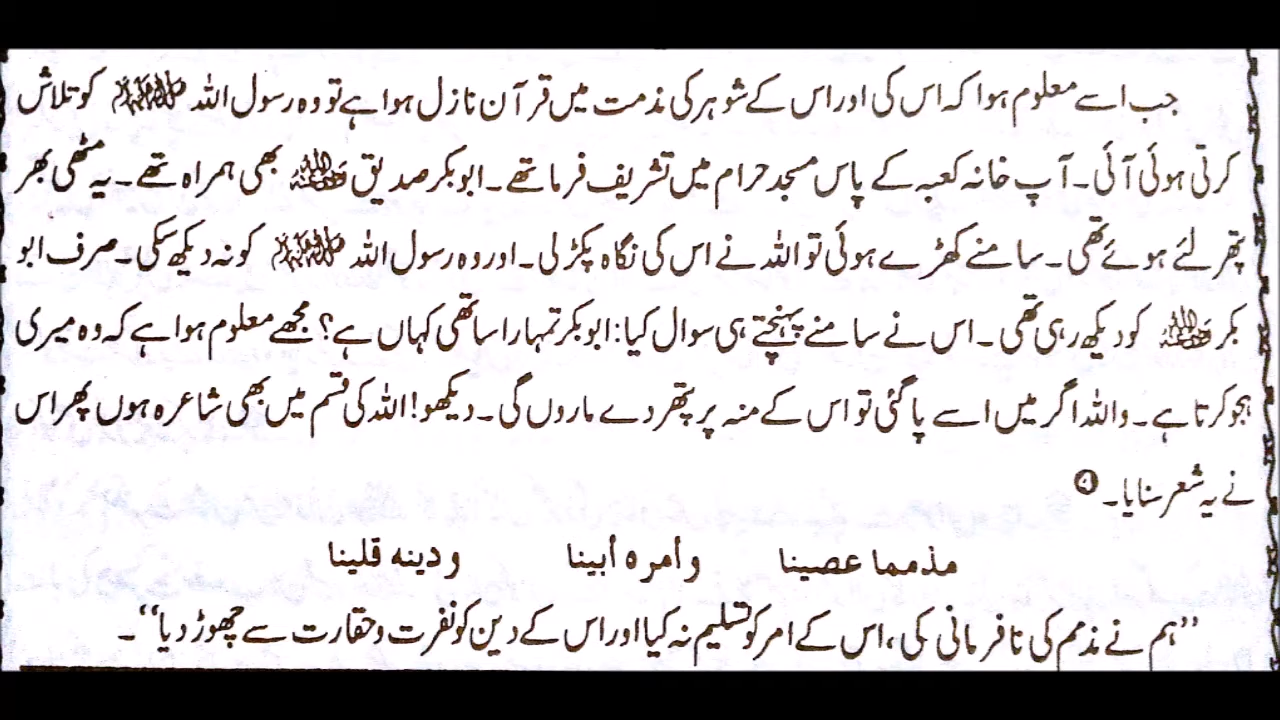 جب اسے معلوم ہوا کہ اس کی اور اس کے شوہر کی مذمت میں قرآن نازل ہوا ہے تو وہ رسول اللہ ﷺ کو تلاش
کرتی ہوئی آئی۔ آپ خانہ کعبہ کے پاس مسجد حرام میں تشریف فرما تھے۔ ابوبکر صدیق رضی اللہ عنہ بھی ہمراہ تھے۔ یہ مٹھی بھر
پتھر لئے ہوئے تھی۔ سامنے کھڑے ہوئی تو اللہ نے اس کی نگاہ پکڑ لی۔ اور وہ رسول اللہ ﷺ کو نہ دیکھ سکی۔ صرف ابو
بکر رضی اللہ عنہ کو دیکھ رہی تھی۔ اس نے سامنے پہنچتے ہی سوال کیا: ابوبکر تمہارا ساتھی کہاں ہے؟ مجھے معلوم ہوا ہے کہ وہ میری
ہجو کرتا ہے۔ واللہ اگر میں اسے پا گئی تو اس کے منہ پر پتھر دے ماروں گی۔ دیکھو! اللہ کی قسم میں بھی شاعرہ ہوں پھر اس
نے یہ شعر سنایا۔ ❹
مذمما عصينا وأمره أبينا ودينه قلينا
”ہم نے مذمم کی نافرمانی کی، اس کے امر کو تسلیم نہ کیا اور اس کے دین کو نفرت و حقارت سے چھوڑ دیا“۔